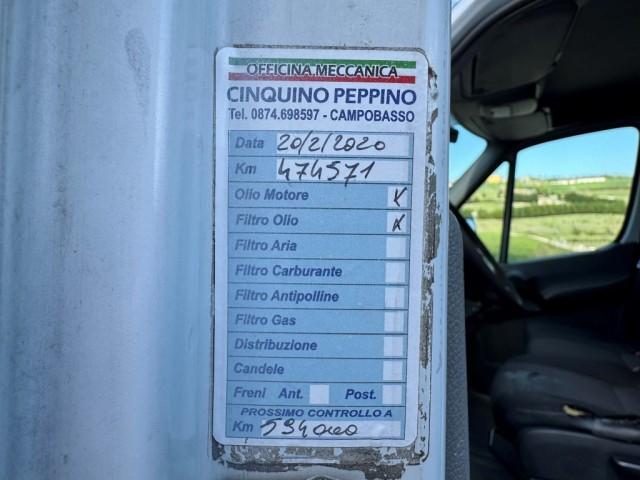 OFFICINA MECCANICA
CINQUINO PEPPINO
Tel. 0874.698597 - CAMPOBASSO
Data 20/2/2020
Km 474571
Olio Motore X
Filtro Olio X
Filtro Aria
Filtro Carburante
Filtro Antipolline
Filtro Gas
Distribuzione
Candele
Freni Ant. Post.
PROSSIMO CONTROLLO A
Km 594000